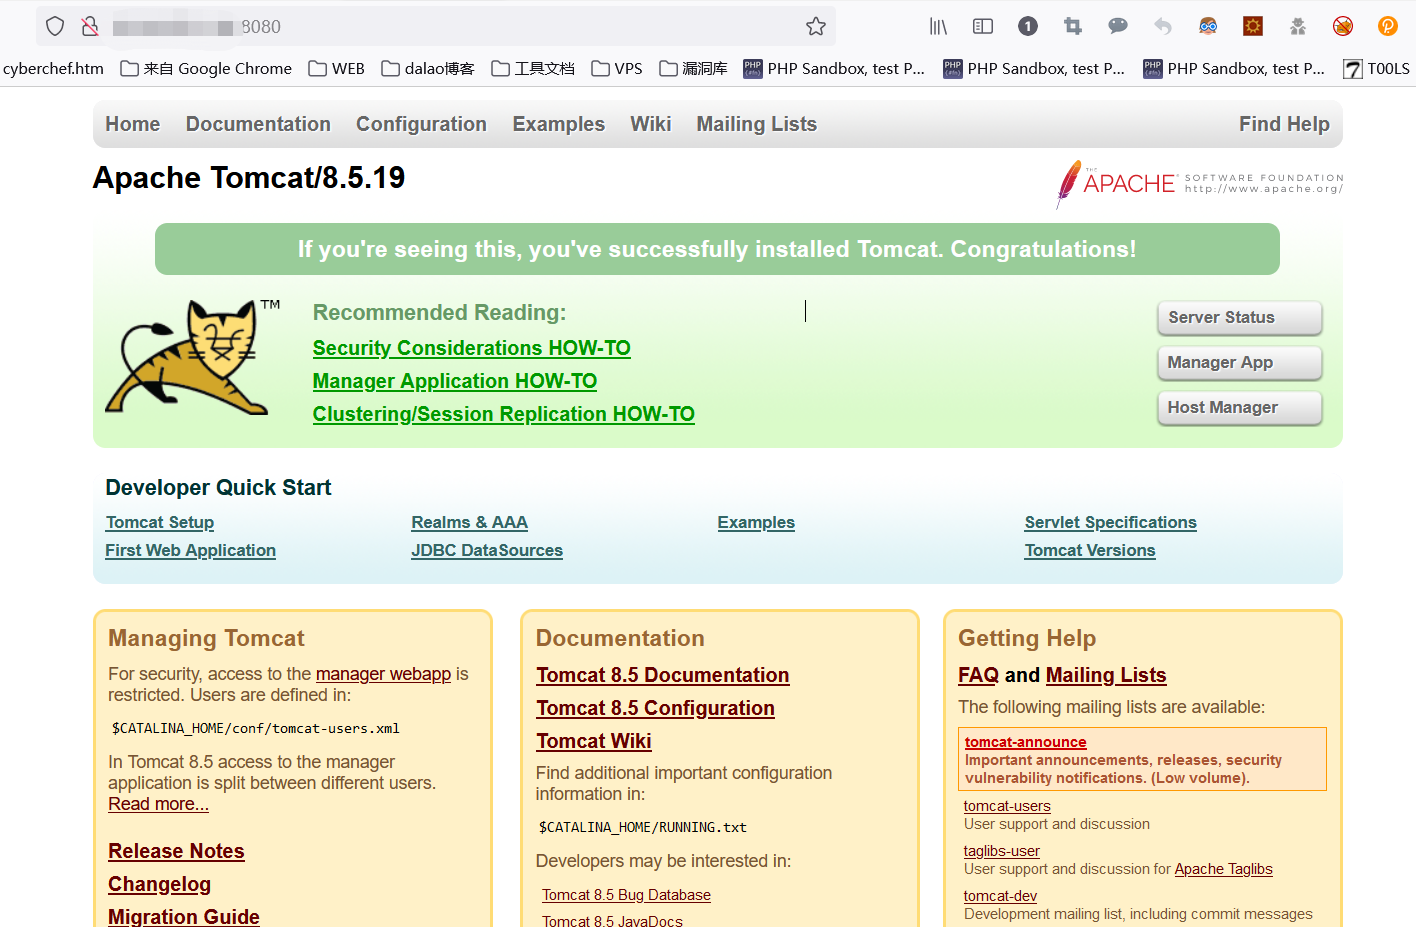 8080
1
cyberchef.htm 来自 Google Chrome WEB dalao博客 工具文档 VPS 漏洞库 PHP Sandbox, test P... PHP Sandbox, test P... PHP Sandbox, test P... T00LS
Home Documentation Configuration Examples Wiki Mailing Lists Find Help
Apache Tomcat/8.5.19
THE APACHE® SOFTWARE FOUNDATION
http://www.apache.org/
If you're seeing this, you've successfully installed Tomcat. Congratulations!
TM
Recommended Reading:
Security Considerations HOW-TO
Manager Application HOW-TO
Clustering/Session Replication HOW-TO
Server Status
Manager App
Host Manager
Developer Quick Start
Tomcat Setup Realms & AAA Examples Servlet Specifications
First Web Application JDBC DataSources Tomcat Versions
Managing Tomcat
For security, access to the manager webapp is
restricted. Users are defined in:
$CATALINA_HOME/conf/tomcat-users.xml
In Tomcat 8.5 access to the manager
application is split between different users.
Read more...
Release Notes
Changelog
Migration Guide
Documentation
Tomcat 8.5 Documentation
Tomcat 8.5 Configuration
Tomcat Wiki
Find additional important configuration
information in:
$CATALINA_HOME/RUNNING.txt
Developers may be interested in:
Tomcat 8.5 Bug Database
Tomcat 8.5 JavaDocs
Getting Help
FAQ and Mailing Lists
The following mailing lists are available:
tomcat-announce
Important announcements, releases, security
vulnerability notifications. (Low volume).
tomcat-users
User support and discussion
taglibs-user
User support and discussion for Apache Taglibs
tomcat-dev
Development mailing list, including commit messages